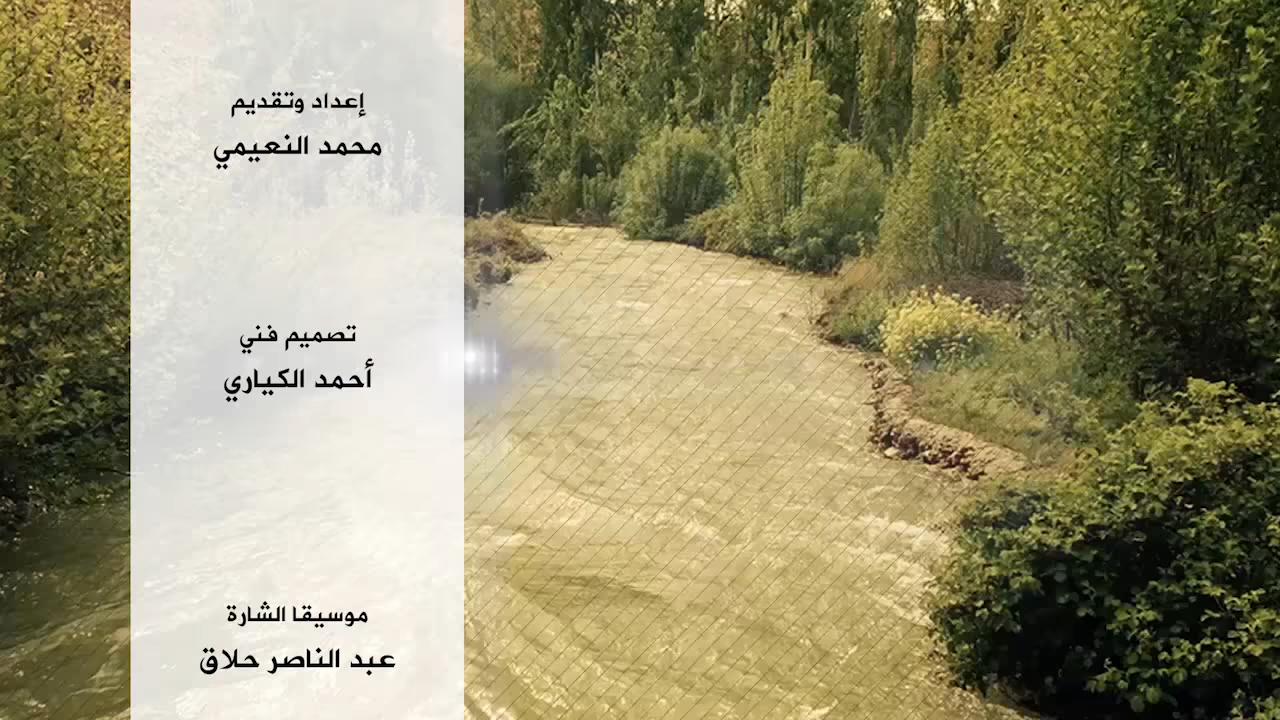 إعداد وتقديم
محمد النعيمي
تصميم فني
أحمد الكياري
موسيقا الشارة
عبد الناصر حلاق